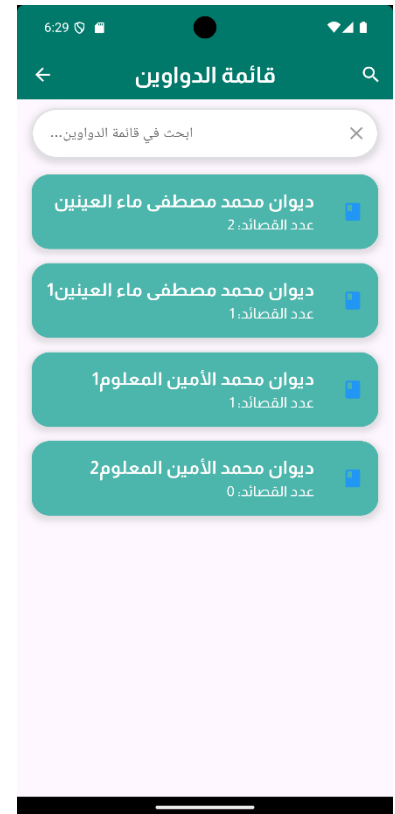 6:29
قائمة الدواوين
ابحث في قائمة الدواوين...
ديوان محمد مصطفى ماء العينين
عدد القصائد: 2
ديوان محمد مصطفى ماء العينين1
عدد القصائد: 1
ديوان محمد الأمين المعلوم1
عدد القصائد: 1
ديوان محمد الأمين المعلوم2
عدد القصائد: 0